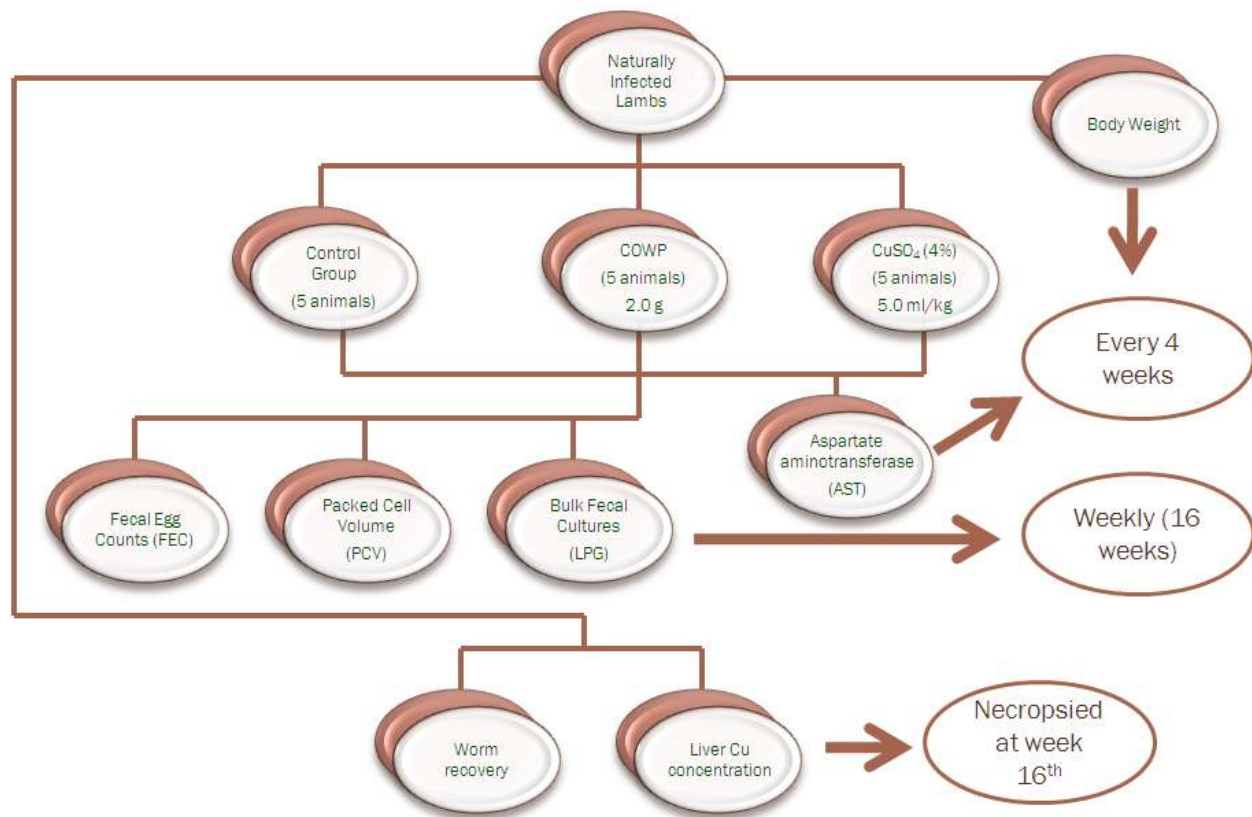 Naturally
Infected
Lambs
Body Weight
Control
Group
(5 animals)
COWP
(5 animals)
2.0 g
CuSO₄ (4%)
(5 animals)
5.0 ml/kg
Every 4
weeks
Aspartate
aminotransferase
(AST)
Fecal Egg
Counts (FEC)
Packed Cell
Volume
(PCV)
Bulk Fecal
Cultures
(LPG)
Weekly (16
weeks)
Worm
recovery
Liver Cu
concentration
Necropsied
at week
16ᵗʰ